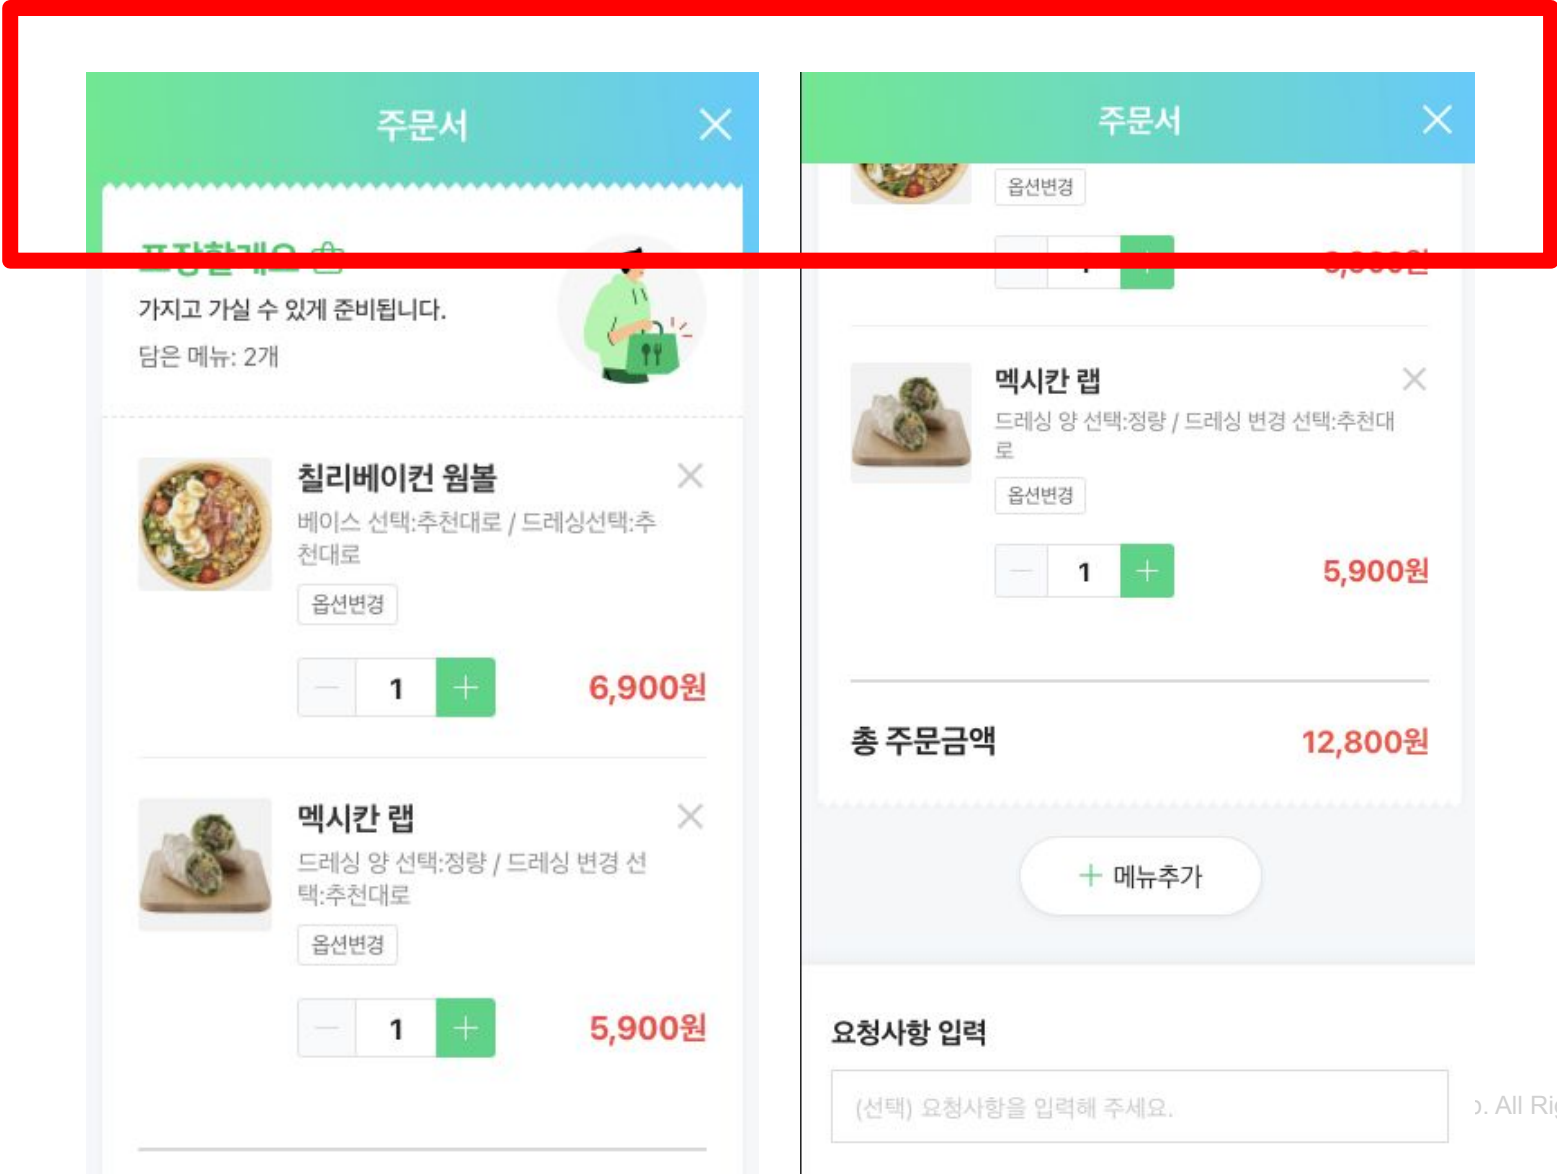 주문서
포장할게요
가지고 가실 수 있게 준비됩니다.
담은 메뉴: 2개
칠리베이컨 웜볼
베이스 선택:추천대로 / 드레싱선택:추
천대로
옵션변경
1
6,900원
멕시칸 랩
드레싱 양 선택:정량 / 드레싱 변경 선
택:추천대로
옵션변경
1
5,900원
주문서
옵션변경
멕시칸 랩
드레싱 양 선택:정량 / 드레싱 변경 선택:추천대
로
옵션변경
1
5,900원
총 주문금액
12,800원
메뉴추가
요청사항 입력
(선택) 요청사항을 입력해 주세요.
. All